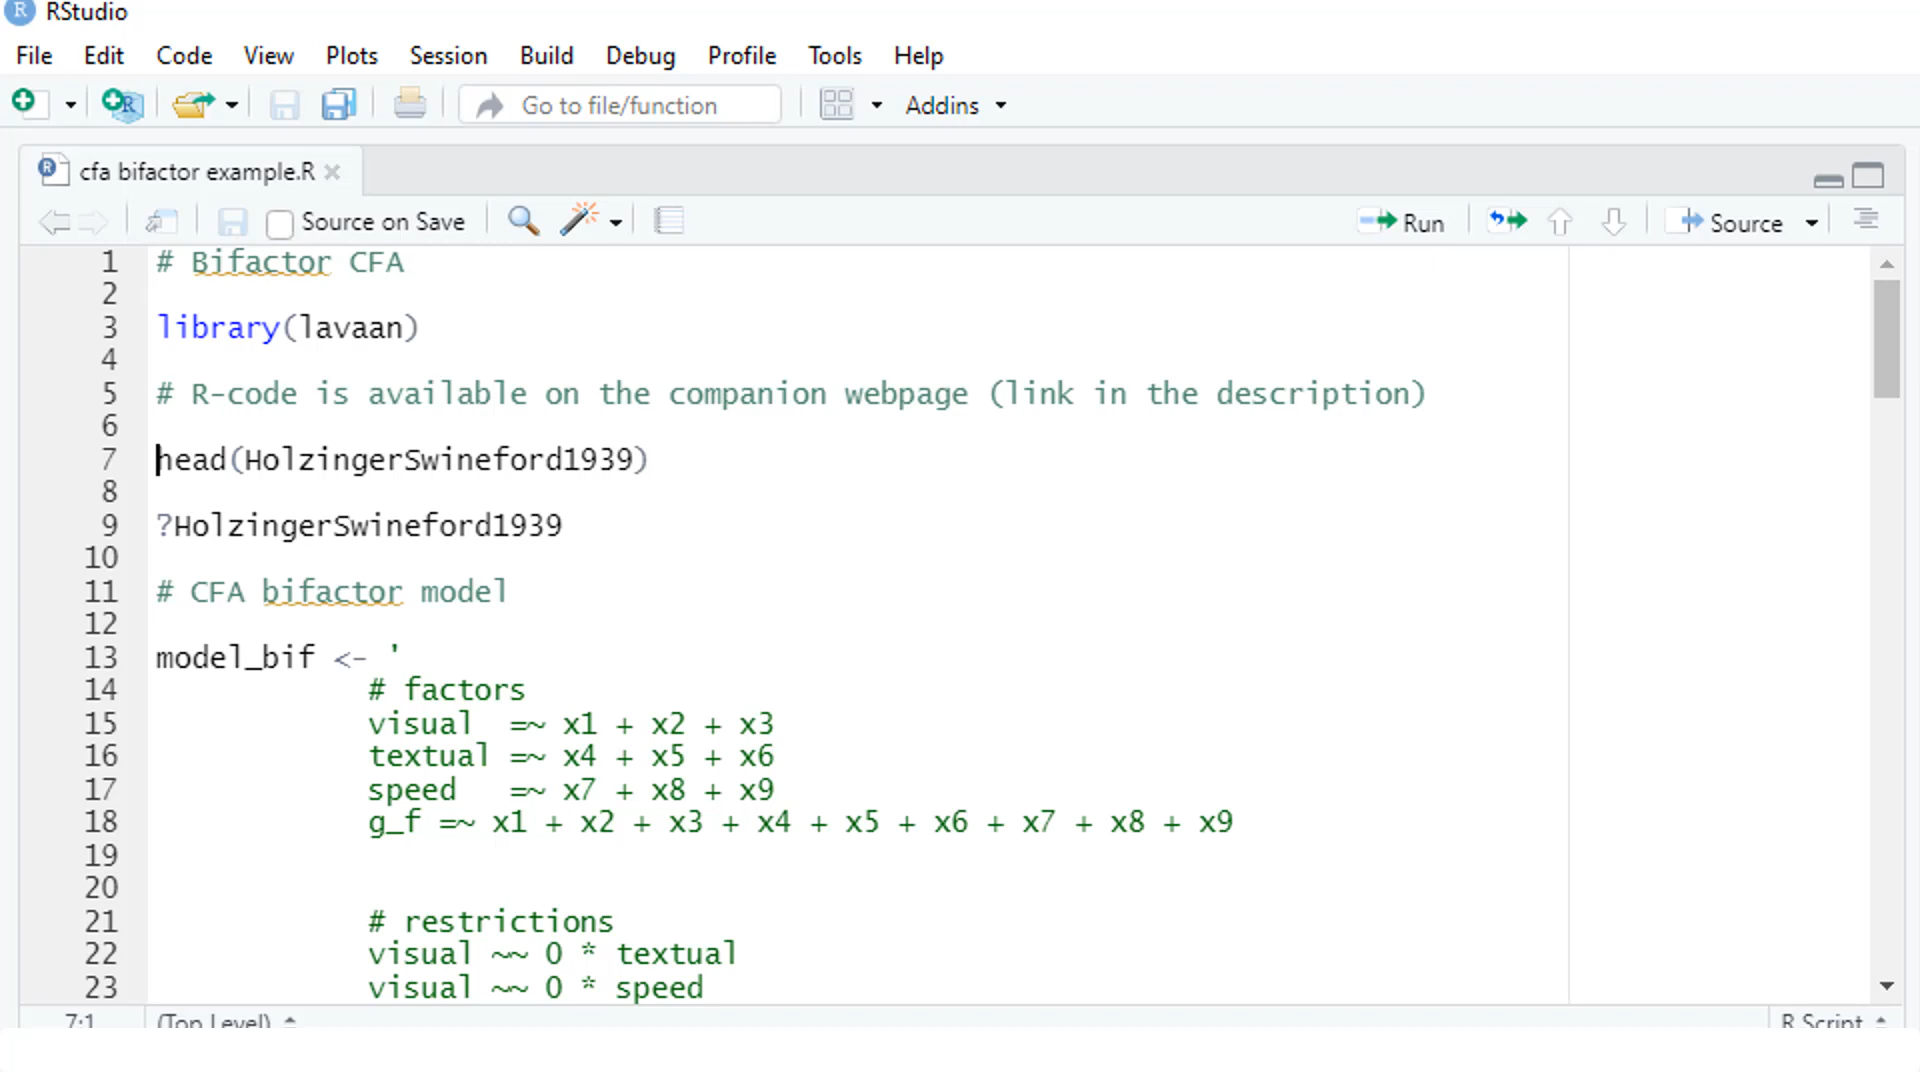 RStudio
File Edit Code View Plots Session Build Debug Profile Tools Help
Go to file/function Addins
cfa bifactor example.R
Source on Save Run Source
1 # Bifactor CFA
2
3 library(lavaan)
4
5 # R-code is available on the companion webpage (link in the description)
6
7 head(HolzingerSwineford1939)
8
9 ?HolzingerSwineford1939
10
11 # CFA bifactor model
12
13 model_bif <- '
14 # factors
15 visual =~ x1 + x2 + x3
16 textual =~ x4 + x5 + x6
17 speed =~ x7 + x8 + x9
18 g_f =~ x1 + x2 + x3 + x4 + x5 + x6 + x7 + x8 + x9
19
20
21 # restrictions
22 visual ~~ 0 * textual
23 visual ~~ 0 * speed
7:1 (Top Level) R Script